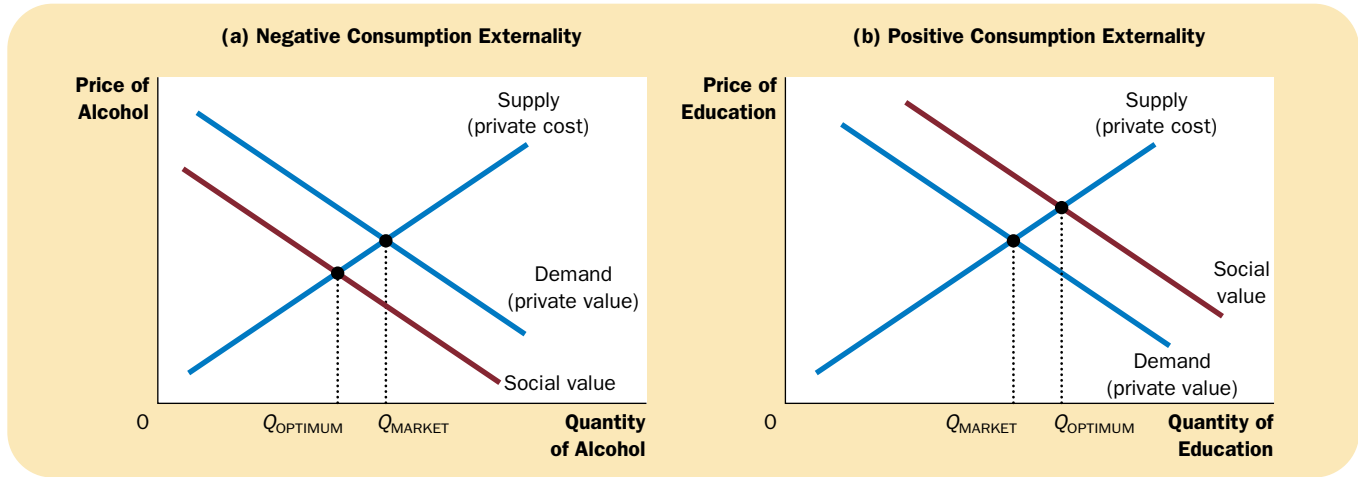 (a) Negative Consumption Externality
Price of
Alcohol
Supply
(private cost)
Demand
(private value)
Social value
0
QOPTIMUM
QMARKET
Quantity
of Alcohol
(b) Positive Consumption Externality
Price of
Education
Supply
(private cost)
Social
value
Demand
(private value)
0
QMARKET
QOPTIMUM
Quantity of
Education